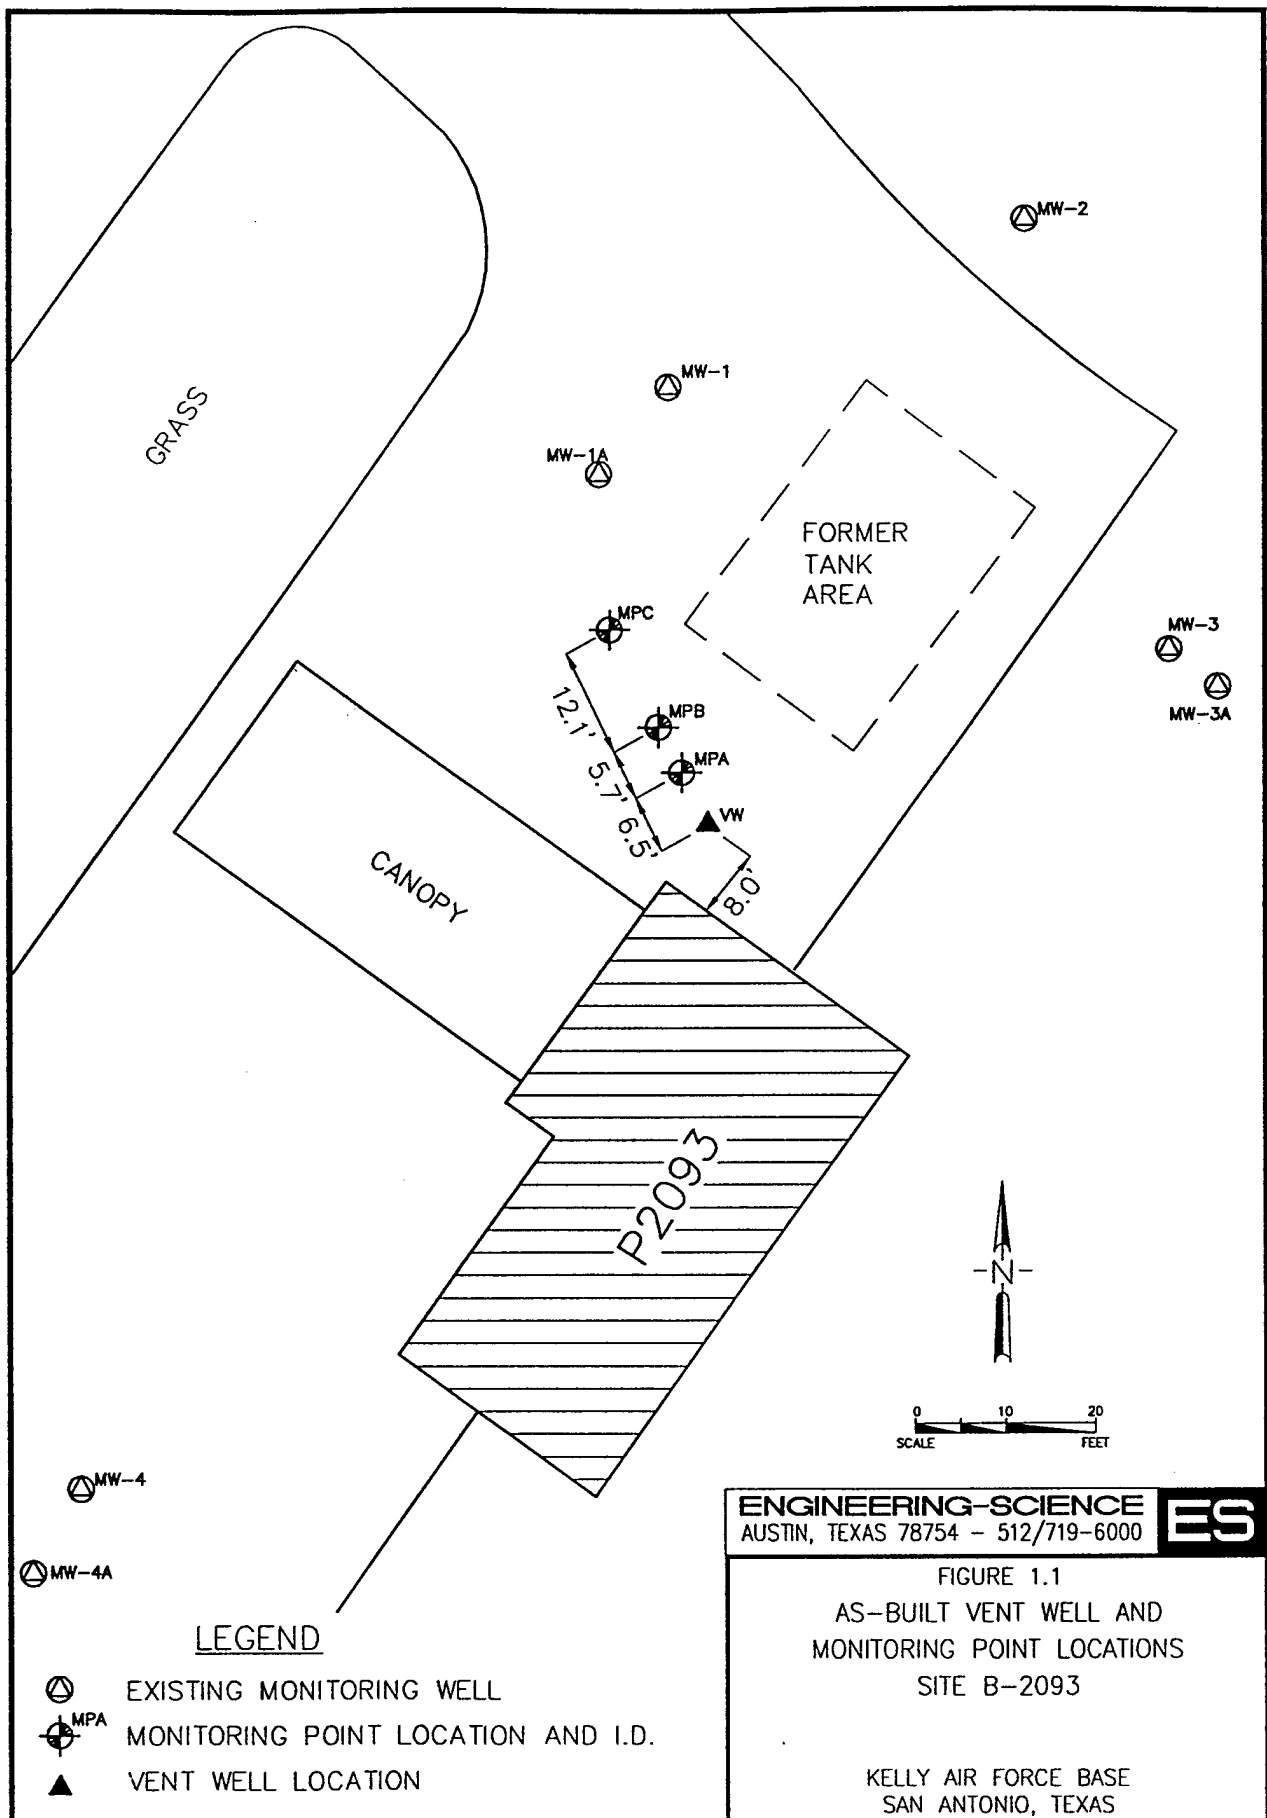 MW-2
MW-1
MW-1A
GRASS
FORMER
TANK
AREA
MPC
MW-3
MW-3A
12.1'
MPB
5.7'
MPA
6.5'
VW
8.0'
CANOPY
P2093
N
0 10 20
SCALE FEET
MW-4
MW-4A
ENGINEERING-SCIENCE
AUSTIN, TEXAS 78754 - 512/719-6000
ES
FIGURE 1.1
AS-BUILT VENT WELL AND
MONITORING POINT LOCATIONS
SITE B-2093
KELLY AIR FORCE BASE
SAN ANTONIO, TEXAS
LEGEND
EXISTING MONITORING WELL
MPA
MONITORING POINT LOCATION AND I.D.
VENT WELL LOCATION